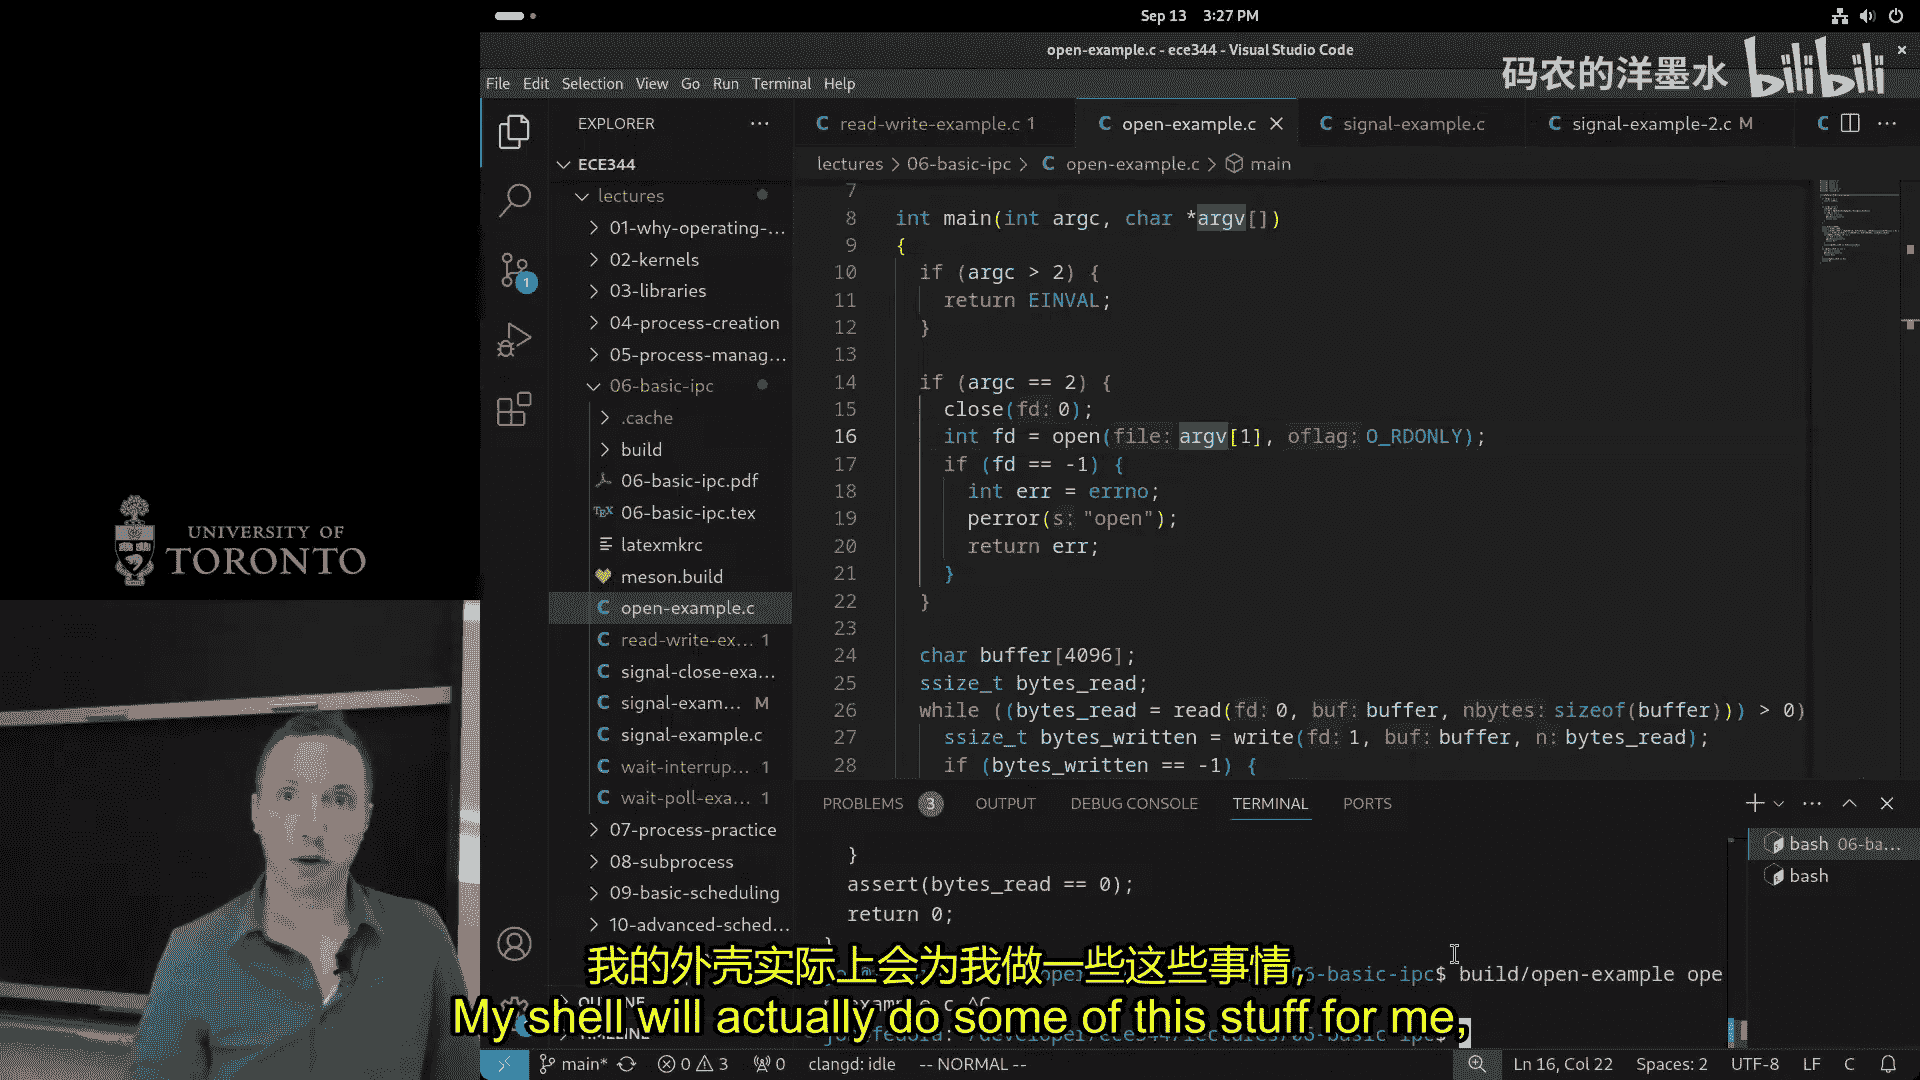 Sep 13 3:27 PM
open-example.c - ece344 - Visual Studio Code
码农的洋墨水 bilibili
File Edit Selection View Go Run Terminal Help
EXPLORER
ECE344
lectures
01-why-operating-...
02-kernels
03-libraries
04-process-creation
05-process-manag...
06-basic-ipc
.cache
build
06-basic-ipc.pdf
06-basic-ipc.tex
latexmkrc
meson.build
open-example.c
read-write-ex... 1
signal-close-exa...
signal-exam... M
signal-example.c
wait-interrup... 1
wait-poll-exa... 1
07-process-practice
08-subprocess
09-basic-scheduling
10-advanced-sched...
OUTLINE
TIMELINE
read-write-example.c 1
open-example.c
signal-example.c
signal-example-2.c M
lectures > 06-basic-ipc > C open-example.c > main
7
8 int main(int argc, char *argv[])
9 {
10 if (argc > 2) {
11 return EINVAL;
12 }
13
14 if (argc == 2) {
15 close(fd: 0);
16 int fd = open(file: argv[1], oflag: O_RDONLY);
17 if (fd == -1) {
18 int err = errno;
19 perror(s: "open");
20 return err;
21 }
22 }
23
24 char buffer[4096];
25 ssize_t bytes_read;
26 while ((bytes_read = read(fd: 0, buf: buffer, nbytes: sizeof(buffer))) > 0)
27 ssize_t bytes_written = write(fd: 1, buf: buffer, n: bytes_read);
28 if (bytes_written == -1) {
PROBLEMS 3 OUTPUT DEBUG CONSOLE TERMINAL PORTS
}
assert(bytes_read == 0);
return 0;
}
06-basic-ipc$ build/open-example ope
bash 06-ba...
bash
UNIVERSITY OF
TORONTO
我的外壳实际上会为我做一些这些事情,
My shell will actually do some of this stuff for me,
main* 0 3 0 clangd: idle -- NORMAL -- Ln 16, Col 22 Spaces: 2 UTF-8 LF C